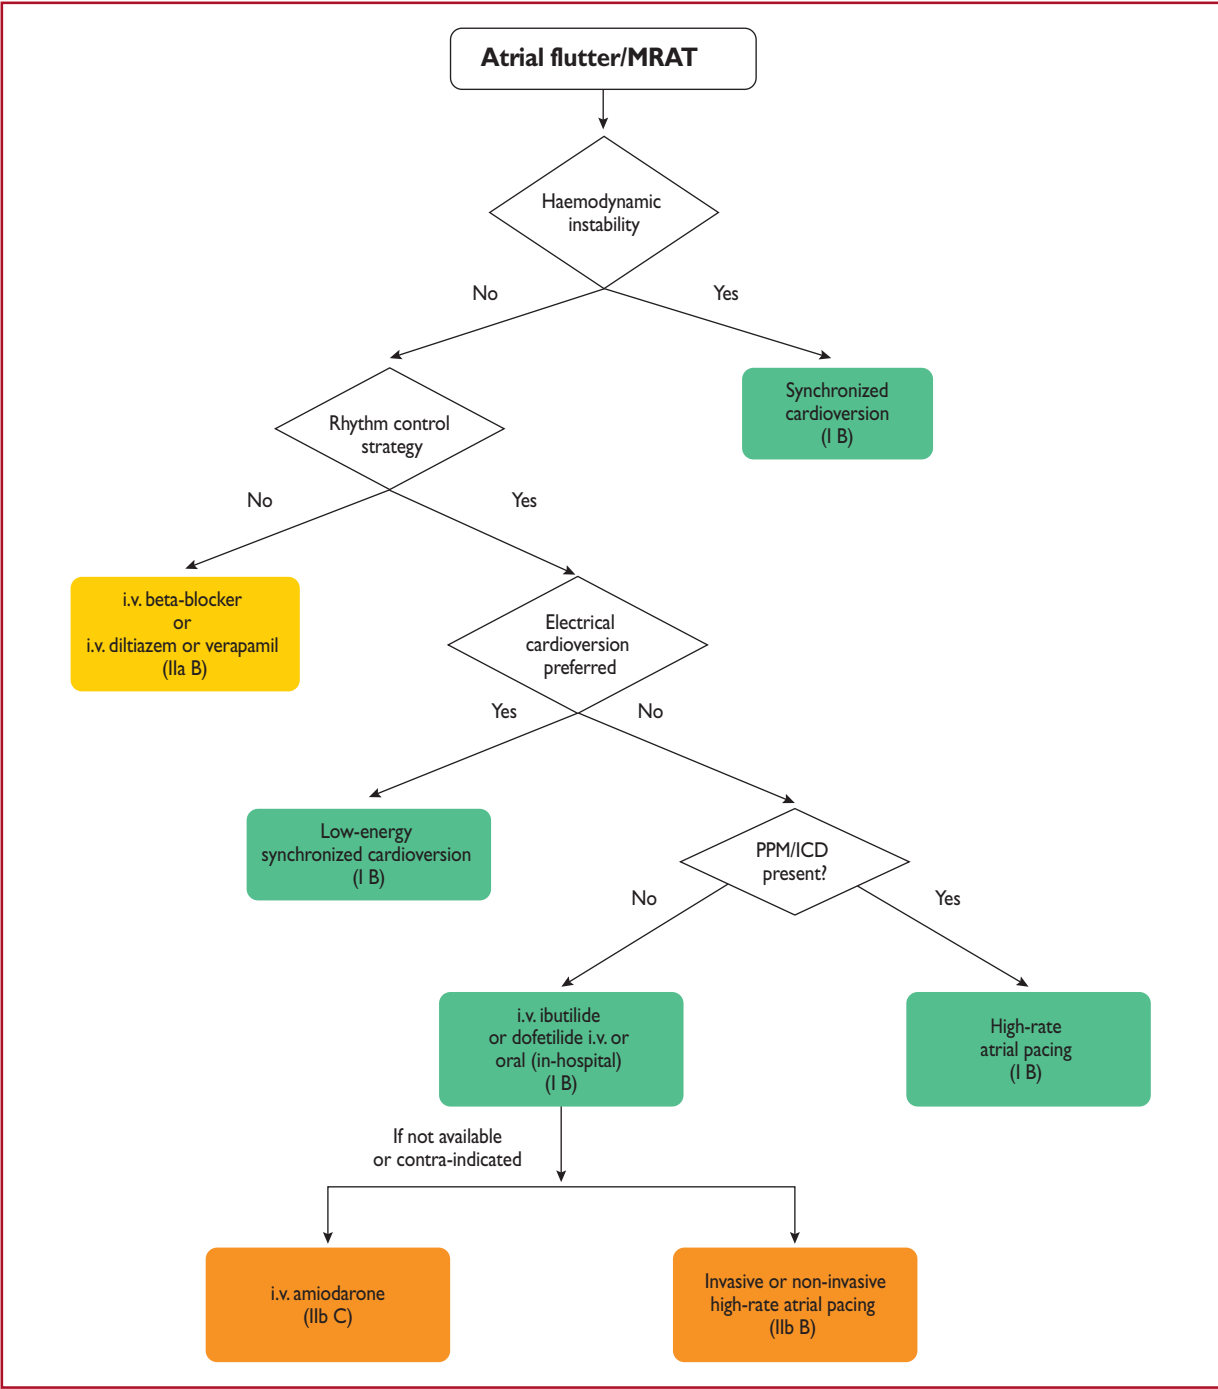 Atrial flutter/MRAT
Haemodynamic
instability
No
Yes
Synchronized
cardioversion
(I B)
Rhythm control
strategy
No
Yes
i.v. beta-blocker
or
i.v. diltiazem or verapamil
(IIa B)
Electrical
cardioversion
preferred
Yes
No
Low-energy
synchronized cardioversion
(I B)
PPM/ICD
present?
No
Yes
i.v. ibutilide
or dofetilide i.v. or
oral (in-hospital)
(I B)
High-rate
atrial pacing
(I B)
If not available
or contra-indicated
i.v. amiodarone
(IIb C)
Invasive or non-invasive
high-rate atrial pacing
(IIb B)